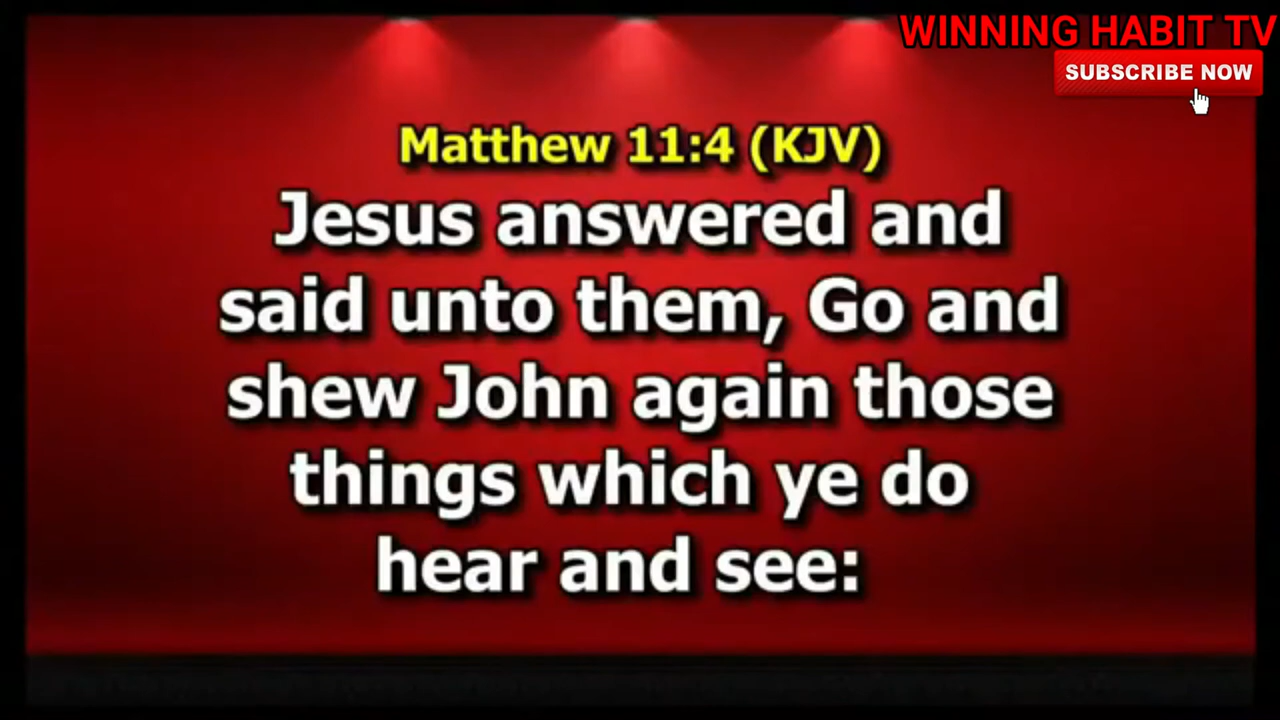 WINNING HABIT TV
SUBSCRIBE NOW
Matthew 11:4 (KJV)
Jesus answered and
said unto them, Go and
shew John again those
things which ye do
hear and see: